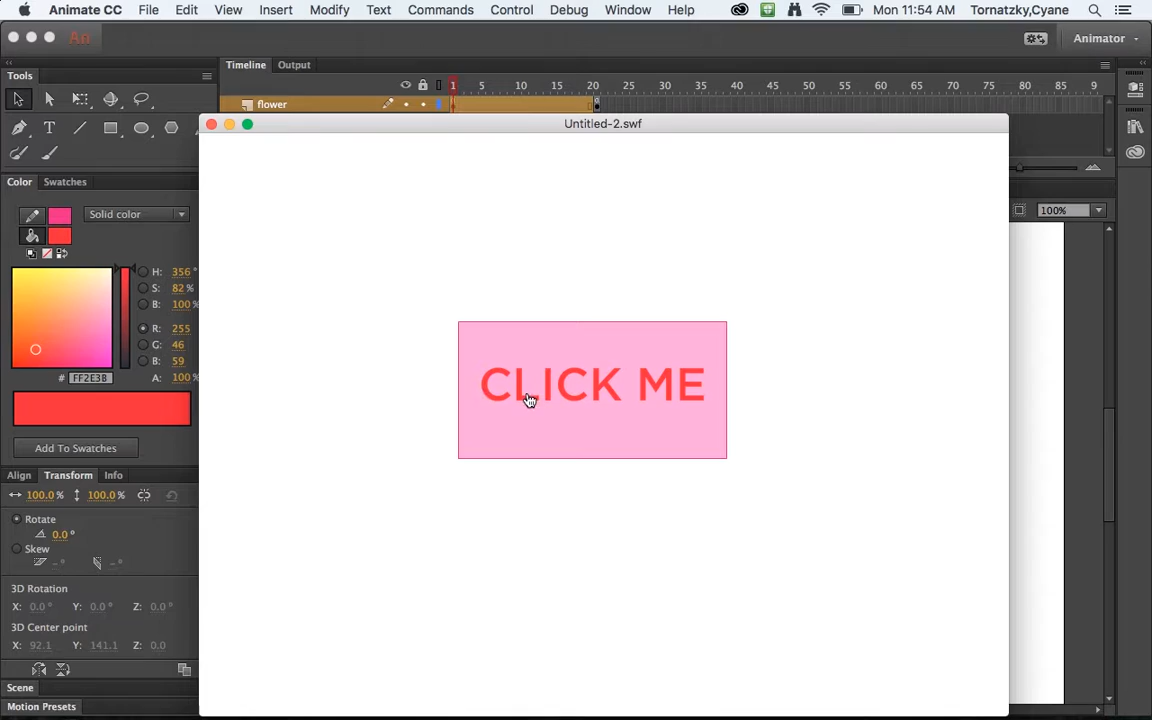 Animate CC File Edit View Insert Modify Text Commands Control Debug Window Help Mon 11:54 AM Tornatzky,Cyane
An Animator
Tools Timeline Output
1 5 10 15 20 25 30 35 40 45 50 55 60 65 70 75 80 85 9
flower
Untitled-2.swf
Color Swatches
Solid color
100%
H: 356 °
S: 82 %
B: 100 %
R: 255
G: 46
B: 59
# FF2E3B A: 100 %
CLICK ME
Add To Swatches
Align Transform Info
100.0 % 100.0 %
Rotate
0.0 °
Skew
- ° - °
3D Rotation
X: 0.0 ° Y: 0.0 ° Z: 0.0 °
3D Center point
X: 92.1 Y: 141.1 Z: 0.0
Scene
Motion Presets